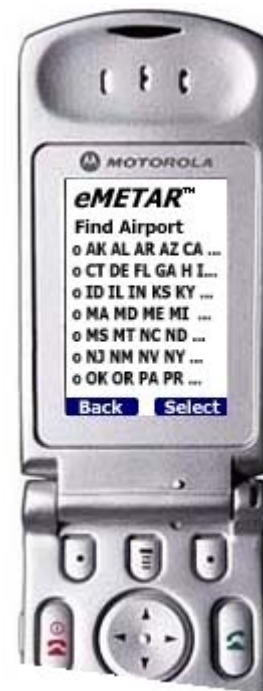 MOTOROLA
eMETAR™
Find Airport
o AK AL AR AZ CA ...
o CT DE FL GA H I...
o ID IL IN KS KY ...
o MA MD ME MI ...
o MS MT NC ND ...
o NJ NM NV NY ...
o OK OR PA PR ...
Back Select